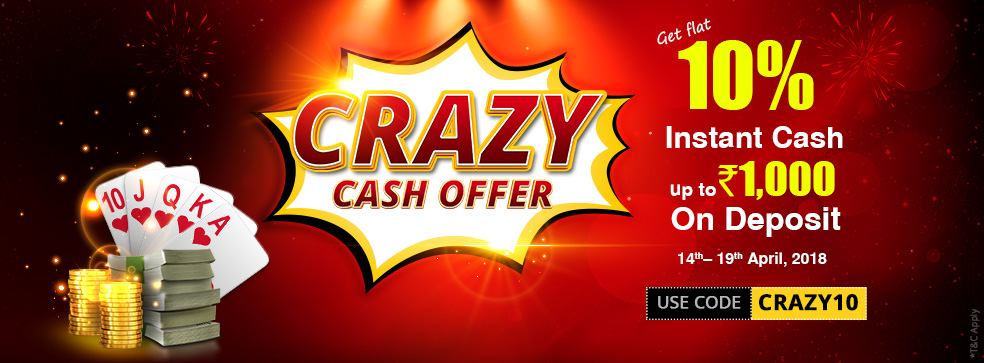 10 J Q K A
CRAZY
CASH OFFER
Get flat
10%
Instant Cash
up to ₹1,000
On Deposit
14th– 19th April, 2018
USE CODE CRAZY10
*T&C Apply